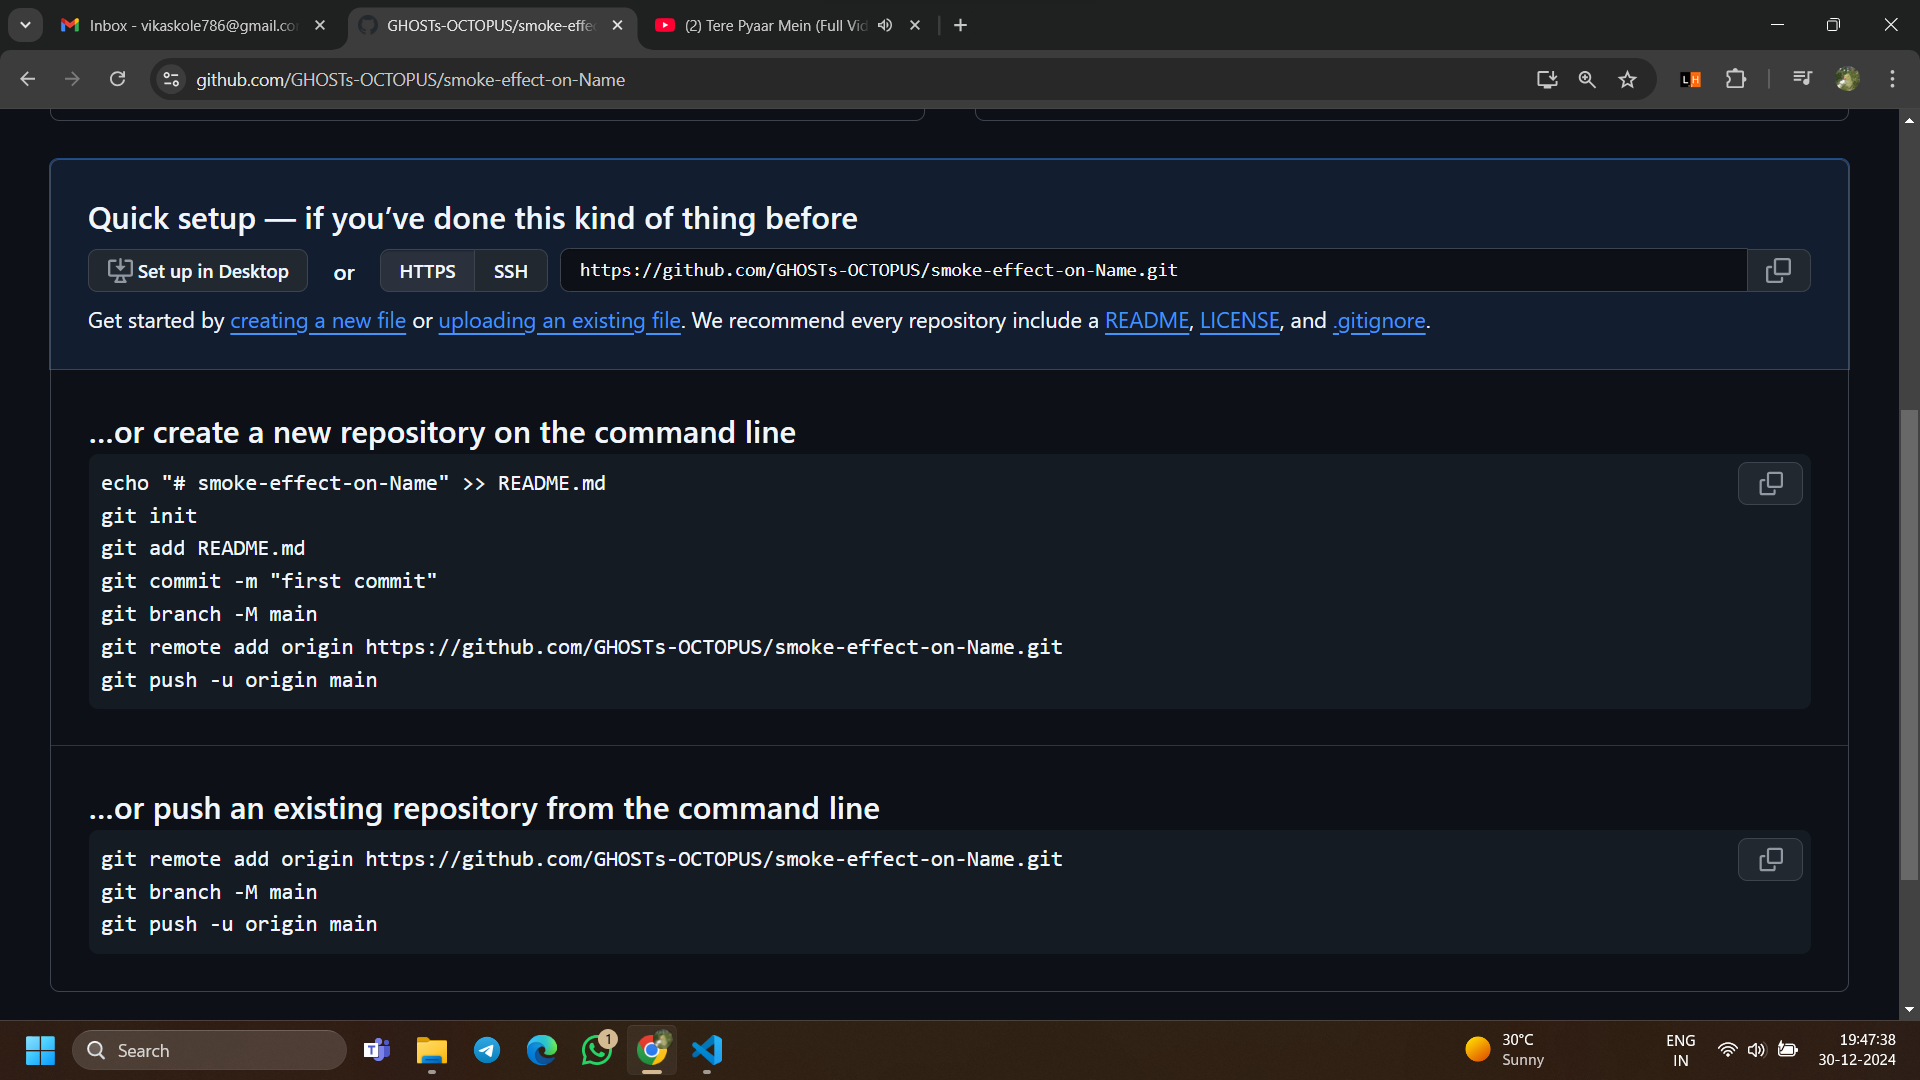 Inbox - vikaskole786@gmail.co
GHOSTs-OCTOPUS/smoke-effe
(2) Tere Pyaar Mein (Full Vid
github.com/GHOSTs-OCTOPUS/smoke-effect-on-Name
L H
Quick setup — if you’ve done this kind of thing before
Set up in Desktop or HTTPS SSH https://github.com/GHOSTs-OCTOPUS/smoke-effect-on-Name.git
Get started by creating a new file or uploading an existing file. We recommend every repository include a README, LICENSE, and .gitignore.
…or create a new repository on the command line
echo "# smoke-effect-on-Name" >> README.md
git init
git add README.md
git commit -m "first commit"
git branch -M main
git remote add origin https://github.com/GHOSTs-OCTOPUS/smoke-effect-on-Name.git
git push -u origin main
…or push an existing repository from the command line
git remote add origin https://github.com/GHOSTs-OCTOPUS/smoke-effect-on-Name.git
git branch -M main
git push -u origin main
Search
1
30°C
Sunny
ENG
IN
19:47:38
30-12-2024